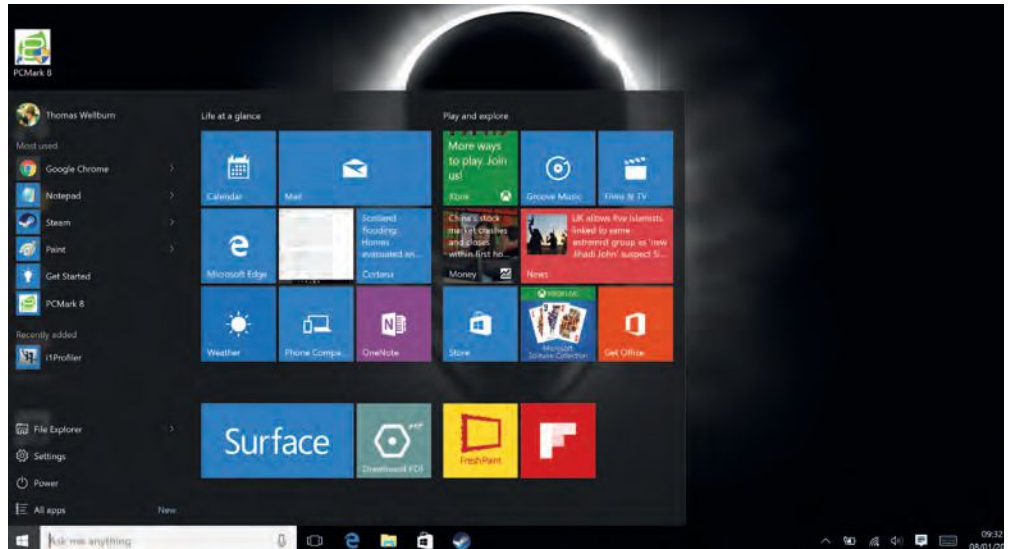 PCMark 8
Thomas Wellburn
Most used
Google Chrome
Notepad
Steam
Paint
Get Started
PCMark 8
Recently added
i1Profiler
File Explorer
Settings
Power
All apps
New
Life at a glance
Calendar
Mail
Microsoft Edge
Scotland
flooding:
Homes
evacuated an...
Cortana
Weather
Phone Compa...
OneNote
Surface
Drawboard PDF
Play and explore
More ways
to play. Join
us!
Xbox
Groove Music
Films & TV
China's stock
market crashes
and closes
within first ho...
Money
UK allows five Islamists
linked to same
extremist group as 'new
Jihadi John' suspect Si...
News
Store
XBOX LIVE
Microsoft
Solitaire Collection
Get Office
FreshPaint
Ask me anything
09:32
08/01/20